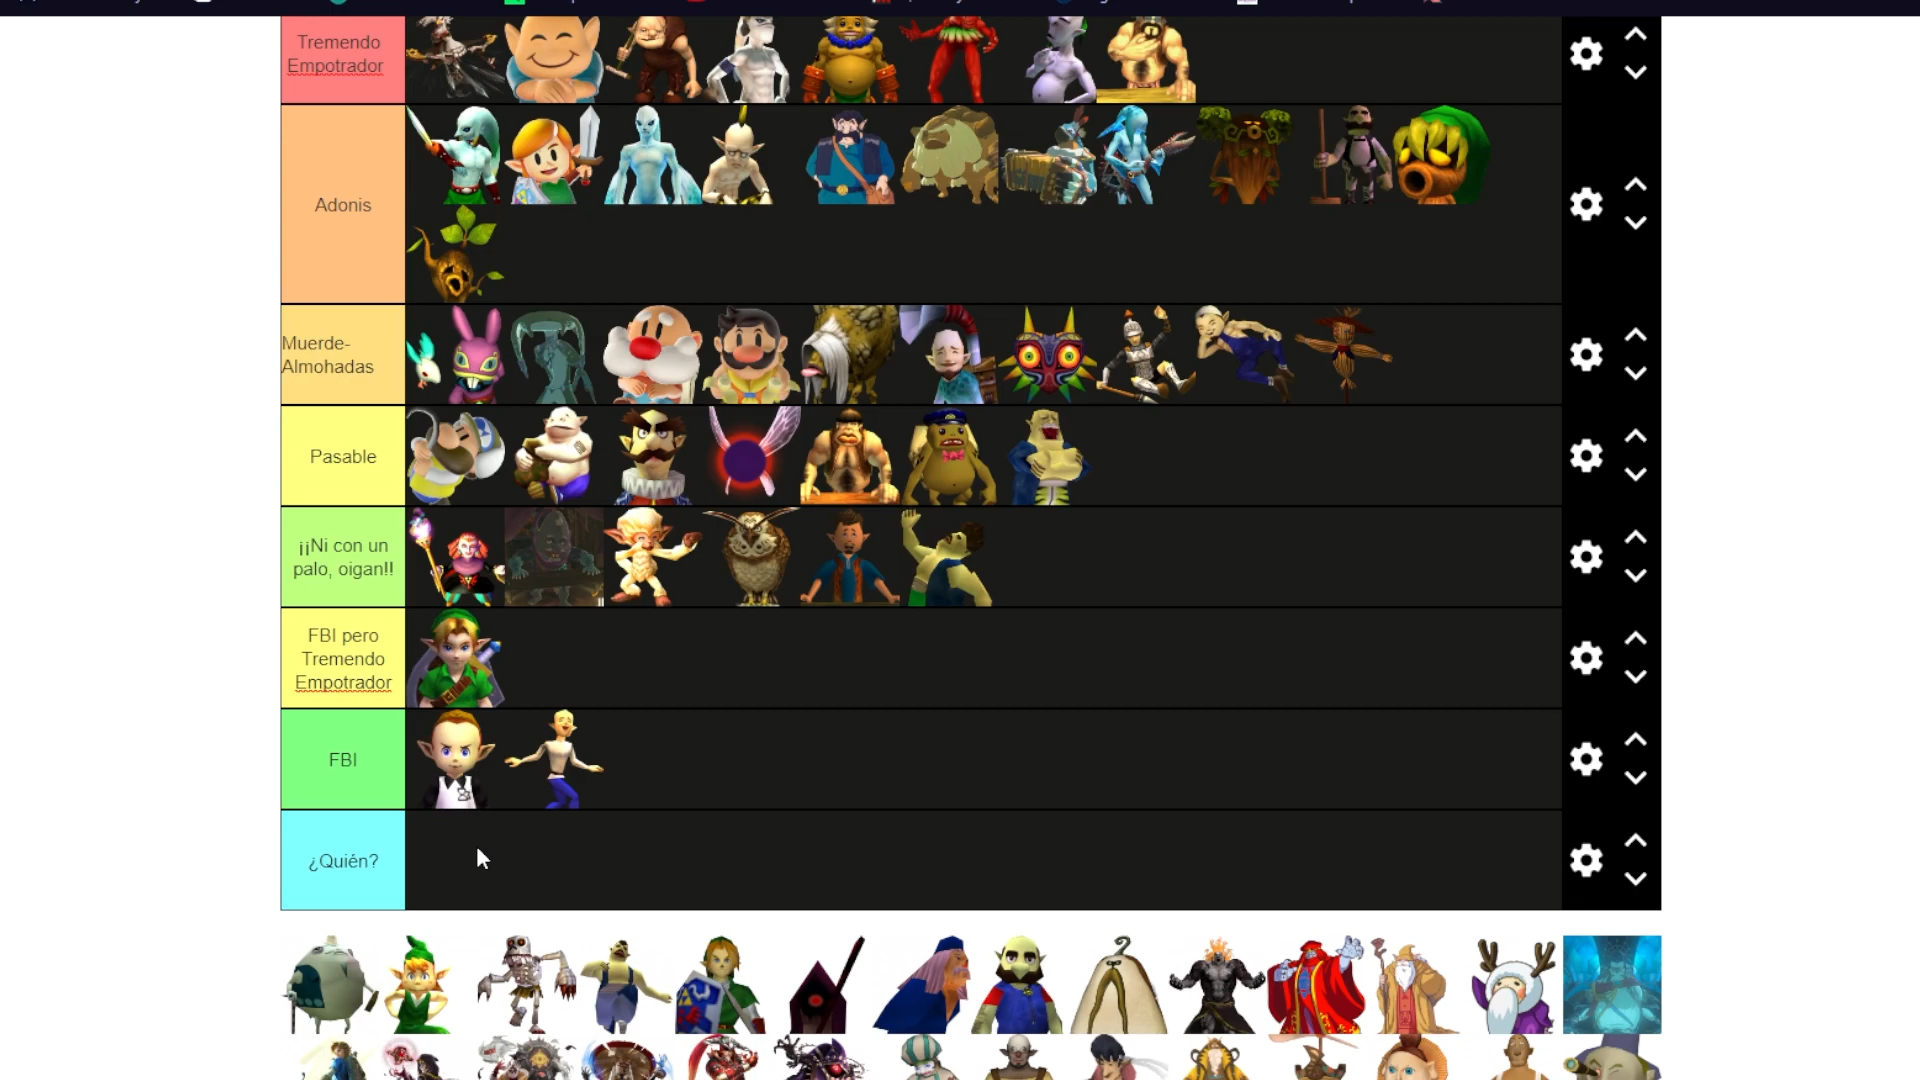 Tremendo
Empotrador
Adonis
Muerde-
Almohadas
Pasable
¡¡Ni con un
palo, oigan!!
FBI pero
Tremendo
Empotrador
FBI
¿Quién?